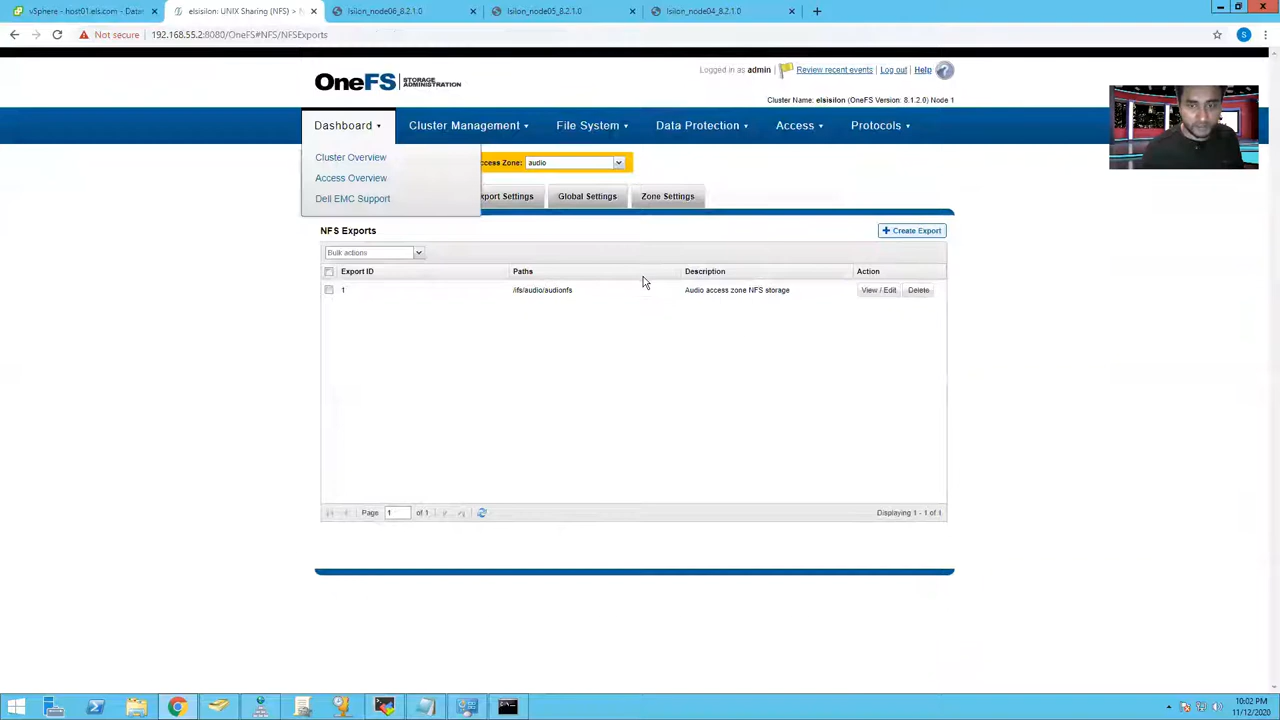 vSphere - host01.els.com - Datas
elsisilon: UNIX Sharing (NFS) >
Isilon_node06_8.2.1.0
Isilon_node05_8.2.1.0
Isilon_node04_8.2.1.0
Not secure
192.168.55.2:8080/OneFS#NFS/NFSExports
S
OneFS STORAGE ADMINISTRATION
Logged in as admin
Review recent events
Log out
Help
Cluster Name: elsisilon (OneFS Version: 8.1.2.0) Node 1
Dashboard
Cluster Management
File System
Data Protection
Access
Protocols
Cluster Overview
Access Overview
Dell EMC Support
ccess Zone:
audio
xport Settings
Global Settings
Zone Settings
NFS Exports
Create Export
Bulk actions
Export ID
Paths
Description
Action
1
/ifs/audio/audionfs
Audio access zone NFS storage
View / Edit
Delete
Page
1
of 1
Displaying 1 - 1 of 1
10:02 PM
11/12/2020